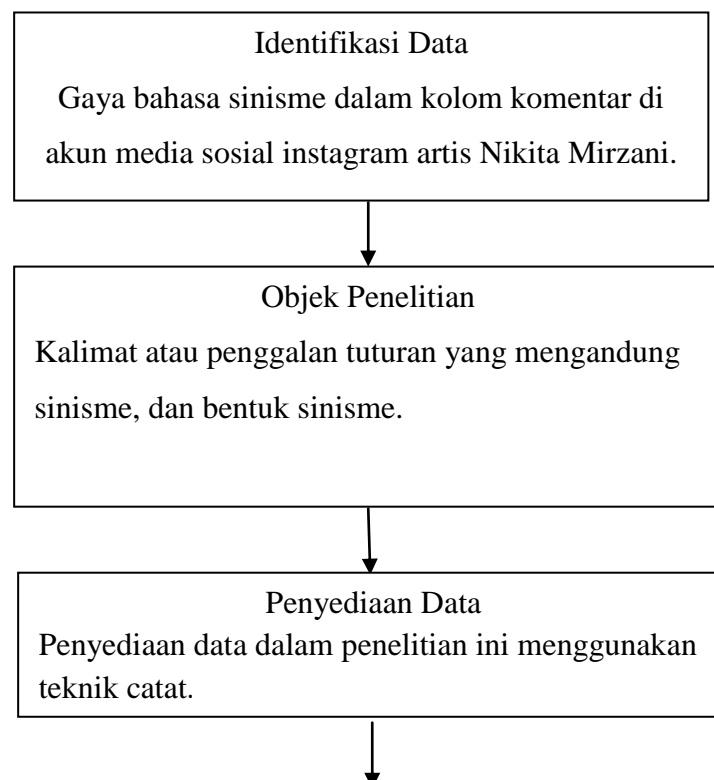 Identifikasi Data
Gaya bahasa sinisme dalam kolom komentar di
akun media sosial instagram artis Nikita Mirzani.
Objek Penelitian
Kalimat atau penggalan tuturan yang mengandung
sinisme, dan bentuk sinisme.
Penyediaan Data
Penyediaan data dalam penelitian ini menggunakan
teknik catat.